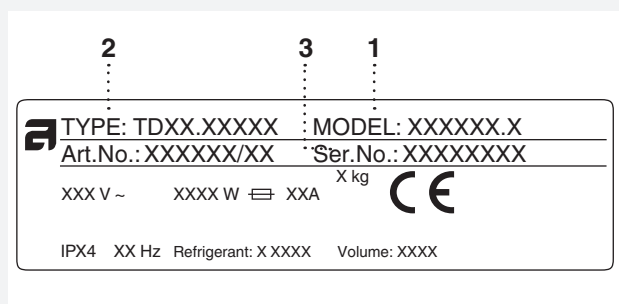 2 3 1
TYPE: TDXX.XXXXX MODEL: XXXXXX.X
Art.No.: XXXXXX/XX Ser.No.: XXXXXXXX
X kg
XXX V ~ XXXX W XXA CE
IPX4 XX Hz Refrigerant: X XXXX Volume: XXXX